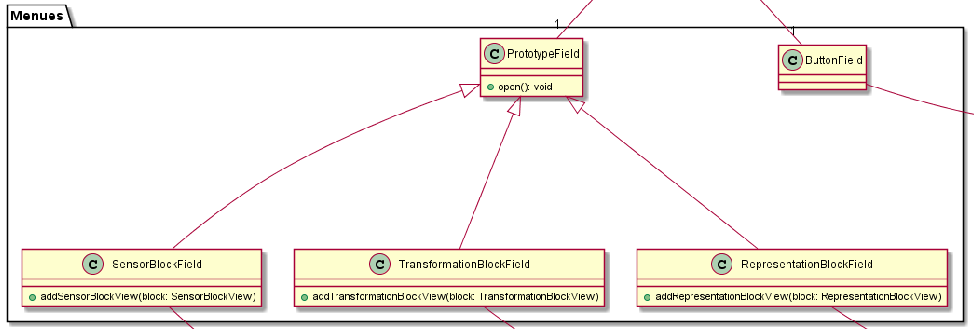 Menues
1
1
C PrototypeField
open(): void
C ButtonField
C SensorBlockField
addSensorBlockView(block: SensorBlockView)
C TransformationBlockField
addTransformationBlockView(block: TransformationBlockView)
C RepresentationBlockField
addRepresentationBlockView(block: RepresentationBlockView)